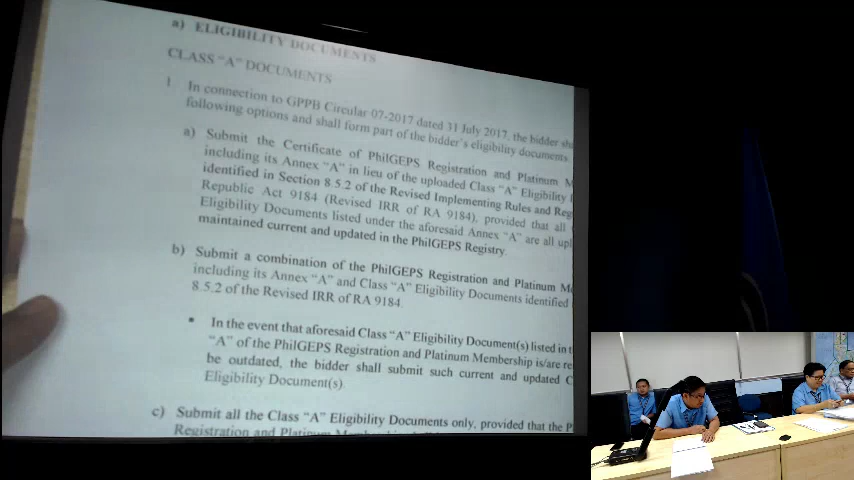 a) ELIGIBILITY DOCUMENTS
CLASS "A" DOCUMENTS
1 In connection to GPPB Circular 07-2017 dated 31 July 2017, the bidder
following options and shall form part of the bidder's eligibility documents
a) Submit the Certificate of PhilGEPS Registration and Platinum
including its Annex "A" in lieu of the uploaded Class "A" Eligibility
identified in Section 8.5.2 of the Revised Implementing Rules and
Republic Act 9184 (Revised IRR of RA 9184), provided that all
Eligibility Documents listed under the aforesaid Annex "A" are all
maintained current and updated in the PhilGEPS Registry.
b) Submit a combination of the PhilGEPS Registration and Platinum
including its Annex "A" and Class "A" Eligibility Documents identified
8.5.2 of the Revised IRR of RA 9184.
▪ In the event that aforesaid Class "A" Eligibility Document(s) listed in
"A" of the PhilGEPS Registration and Platinum Membership is/are
be outdated, the bidder shall submit such current and updated
Eligibility Document(s).
c) Submit all the Class "A" Eligibility Documents only, provided that the
Registration and Platinum